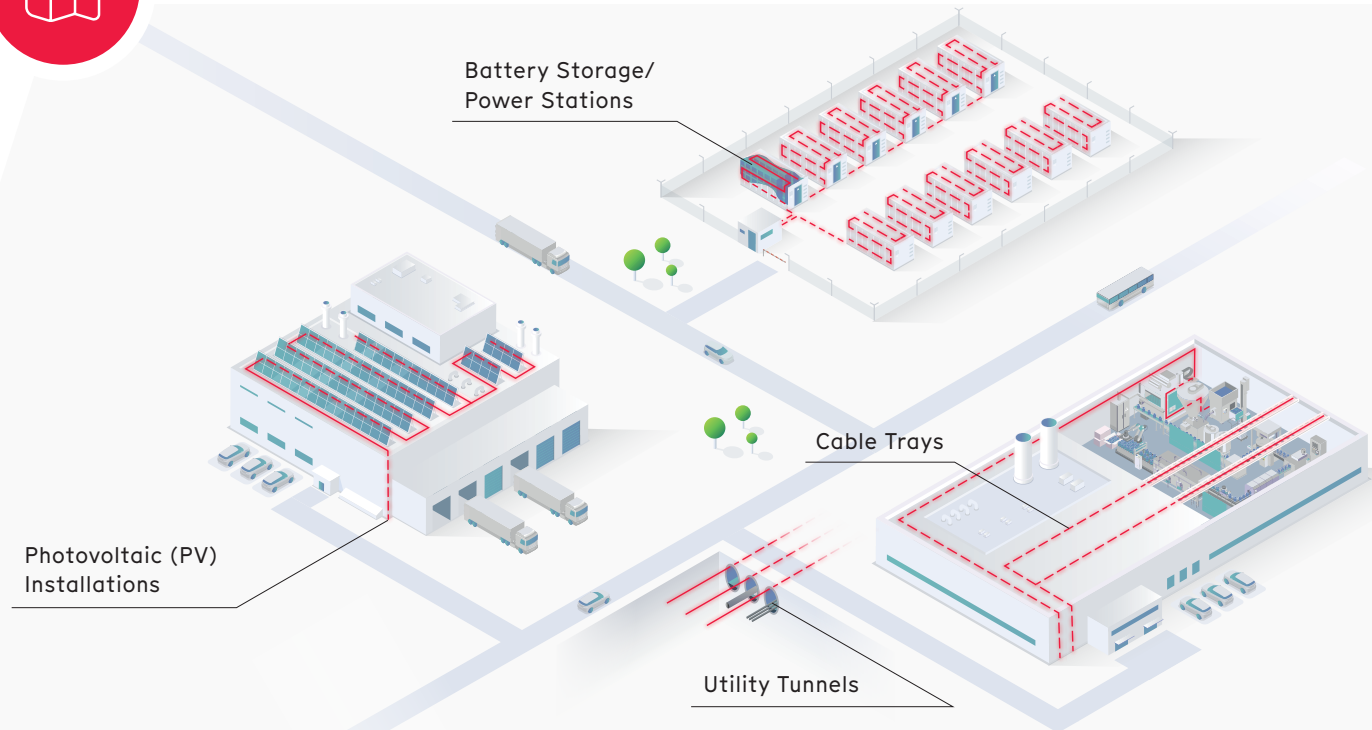 Battery Storage/
Power Stations
Cable Trays
Photovoltaic (PV)
Installations
Utility Tunnels